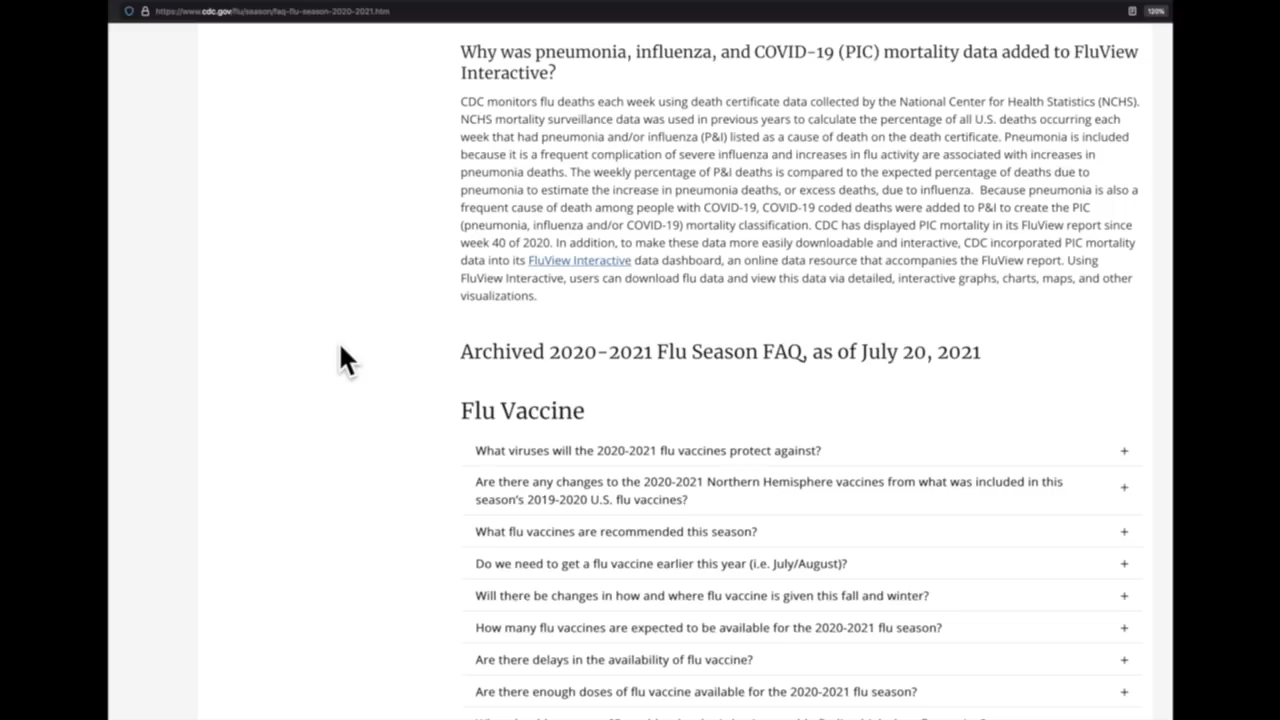 https://www.cdc.gov/flu/season/faq-flu-season-2020-2021.htm
120%
Why was pneumonia, influenza, and COVID-19 (PIC) mortality data added to FluView
Interactive?
CDC monitors flu deaths each week using death certificate data collected by the National Center for Health Statistics (NCHS).
NCHS mortality surveillance data was used in previous years to calculate the percentage of all U.S. deaths occurring each
week that had pneumonia and/or influenza (P&I) listed as a cause of death on the death certificate. Pneumonia is included
because it is a frequent complication of severe influenza and increases in flu activity are associated with increases in
pneumonia deaths. The weekly percentage of P&I deaths is compared to the expected percentage of deaths due to
pneumonia to estimate the increase in pneumonia deaths, or excess deaths, due to influenza.  Because pneumonia is also a
frequent cause of death among people with COVID-19, COVID-19 coded deaths were added to P&I to create the PIC
(pneumonia, influenza and/or COVID-19) mortality classification. CDC has displayed PIC mortality in its FluView report since
week 40 of 2020. In addition, to make these data more easily downloadable and interactive, CDC incorporated PIC mortality
data into its FluView Interactive data dashboard, an online data resource that accompanies the FluView report. Using
FluView Interactive, users can download flu data and view this data via detailed, interactive graphs, charts, maps, and other
visualizations.
Archived 2020-2021 Flu Season FAQ, as of July 20, 2021
Flu Vaccine
What viruses will the 2020-2021 flu vaccines protect against? +
Are there any changes to the 2020-2021 Northern Hemisphere vaccines from what was included in this
season's 2019-2020 U.S. flu vaccines? +
What flu vaccines are recommended this season? +
Do we need to get a flu vaccine earlier this year (i.e. July/August)? +
Will there be changes in how and where flu vaccine is given this fall and winter? +
How many flu vaccines are expected to be available for the 2020-2021 flu season? +
Are there delays in the availability of flu vaccine? +
Are there enough doses of flu vaccine available for the 2020-2021 flu season? +